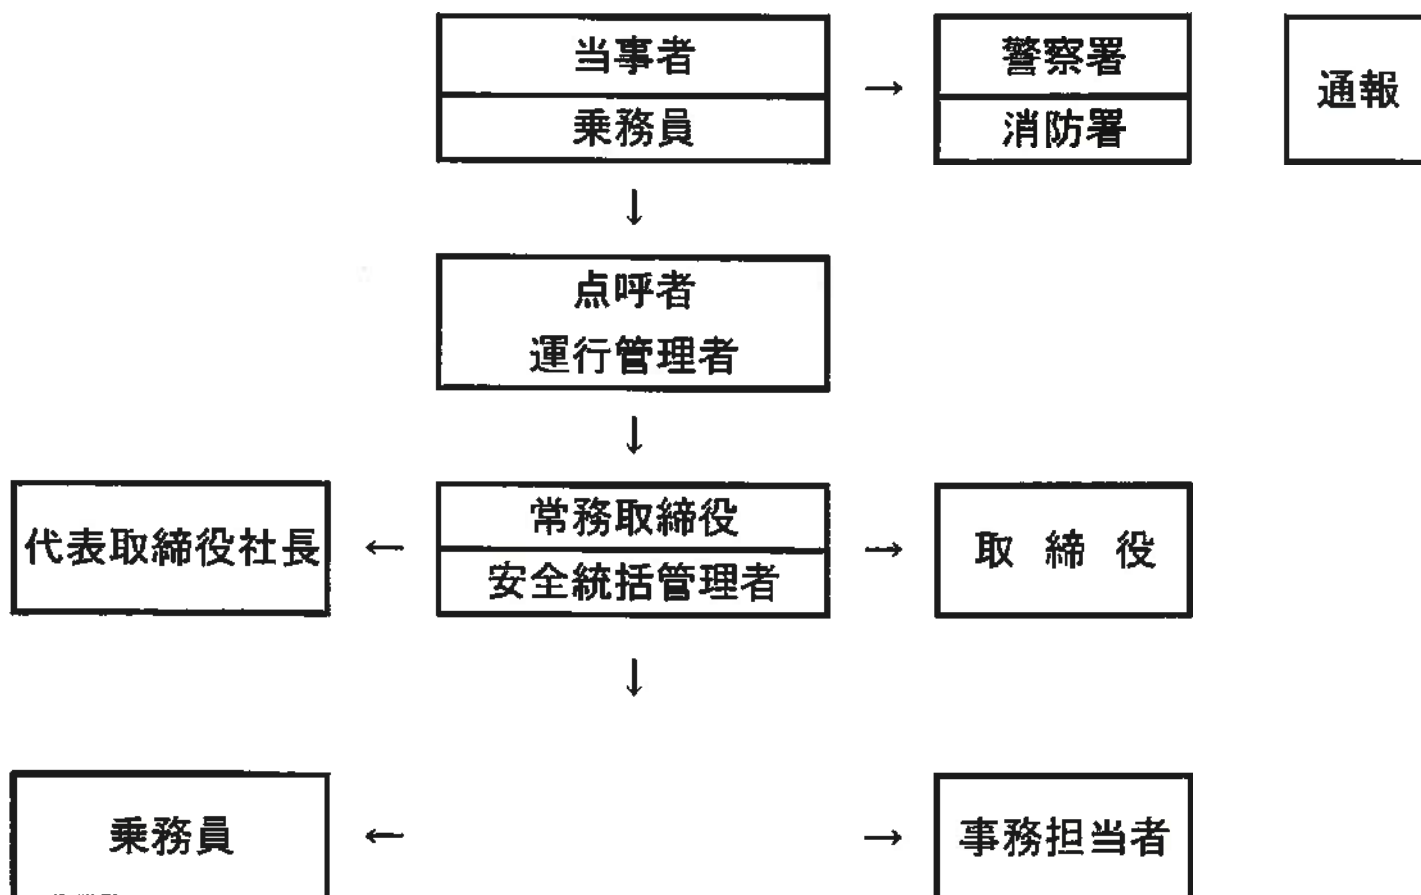 当事者
乗務員
→
警察署
消防署
通報
↓
点呼者
運行管理者
↓
代表取締役社長
←
常務取締役
安全統括管理者
→
取締役
↓
乗務員
←
→
事務担当者